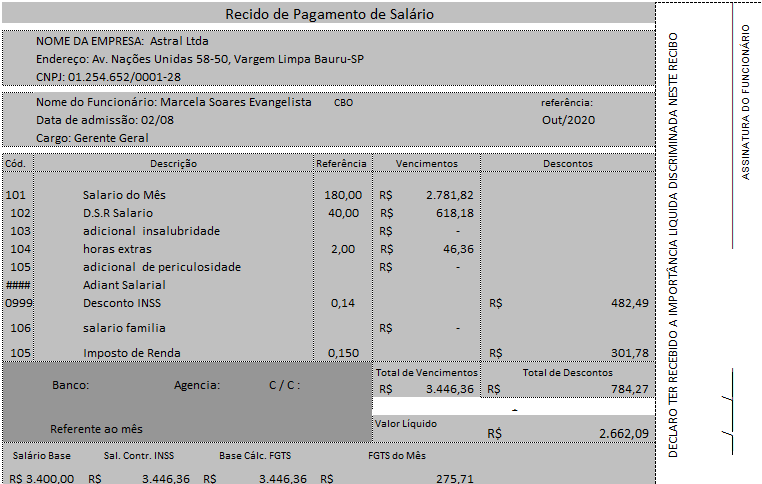 Recido de Pagamento de Salário
NOME DA EMPRESA: Astral Ltda
Endereço: Av. Nações Unidas 58-50, Vargem Limpa Bauru-SP
CNPJ: 01.254.652/0001-28
Nome do Funcionário: Marcela Soares Evangelista CBO referência:
Data de admissão: 02/08 Out/2020
Cargo: Gerente Geral
Cód. Descrição Referência Vencimentos Descontos
101 Salario do Mês 180,00 R$ 2.781,82
102 D.S.R Salario 40,00 R$ 618,18
103 adicional insalubridade R$ -
104 horas extras 2,00 R$ 46,36
105 adicional de periculosidade R$ -
#### Adiant Salarial
0999 Desconto INSS 0,14 R$ 482,49
106 salario familia R$ -
105 Imposto de Renda 0,150 R$ 301,78
Total de Vencimentos Total de Descontos
Banco: Agencia: C / C : R$ 3.446,36 R$ 784,27
Valor Líquido
Referente ao mês R$ 2.662,09
Salário Base Sal. Contr. INSS Base Cálc. FGTS FGTS do Mês
R$ 3.400,00 R$ 3.446,36 R$ 3.446,36 R$ 275,71
DECLARO TER RECEBIDO A IMPORTÂNCIA LIQUIDA DISCRIMINADA NESTE RECIBO
ASSINATURA DO FUNCIONÁRIO